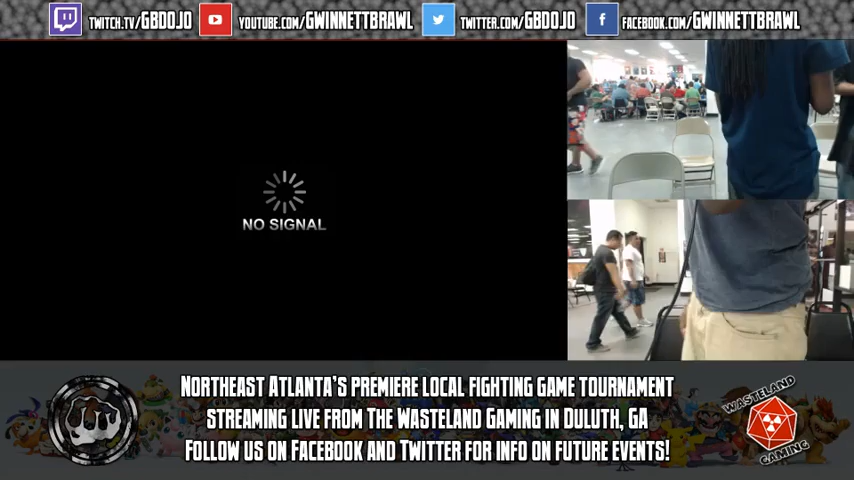 TWITCH.TV/GBDOJO YOUTUBE.COM/GWINNETTBRAWL TWITTER.COM/GBDOJO FACEBOOK.COM/GWINNETTBRAWL
NO SIGNAL
NORTHEAST ATLANTA'S PREMIERE LOCAL FIGHTING GAME TOURNAMENT
STREAMING LIVE FROM THE WASTELAND GAMING IN DULUTH, GA
FOLLOW US ON FACEBOOK AND TWITTER FOR INFO ON FUTURE EVENTS!
WASTELAND
GAMING